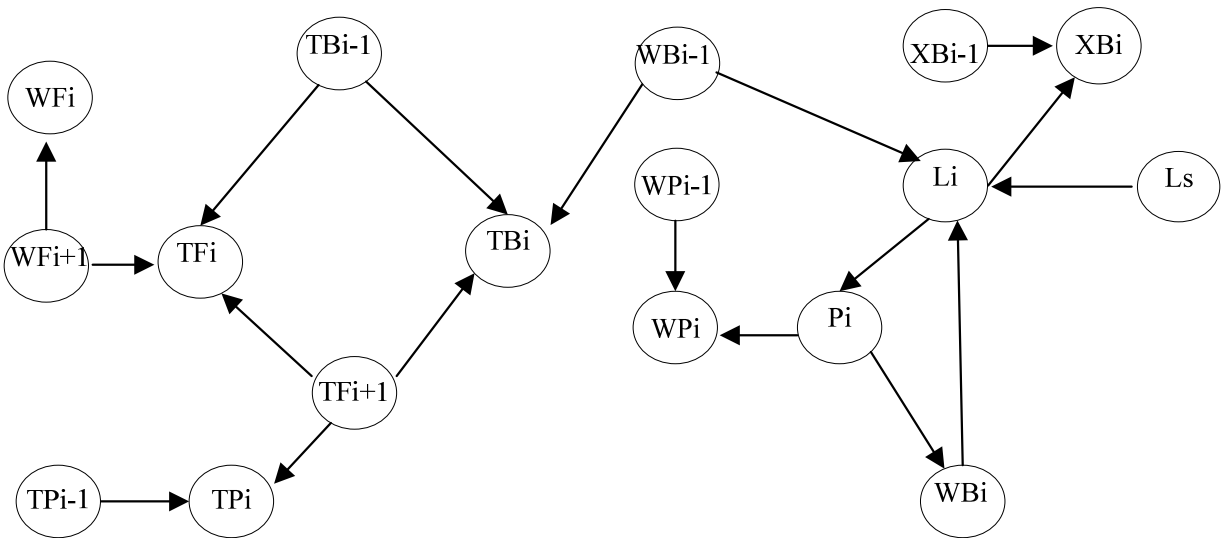 TBi-1
WBi-1
XBi-1
XBi
WFi
WPi-1
Li
Ls
WFi+1
TFi
TBi
WPi
Pi
TFi+1
TPi-1
TPi
WBi